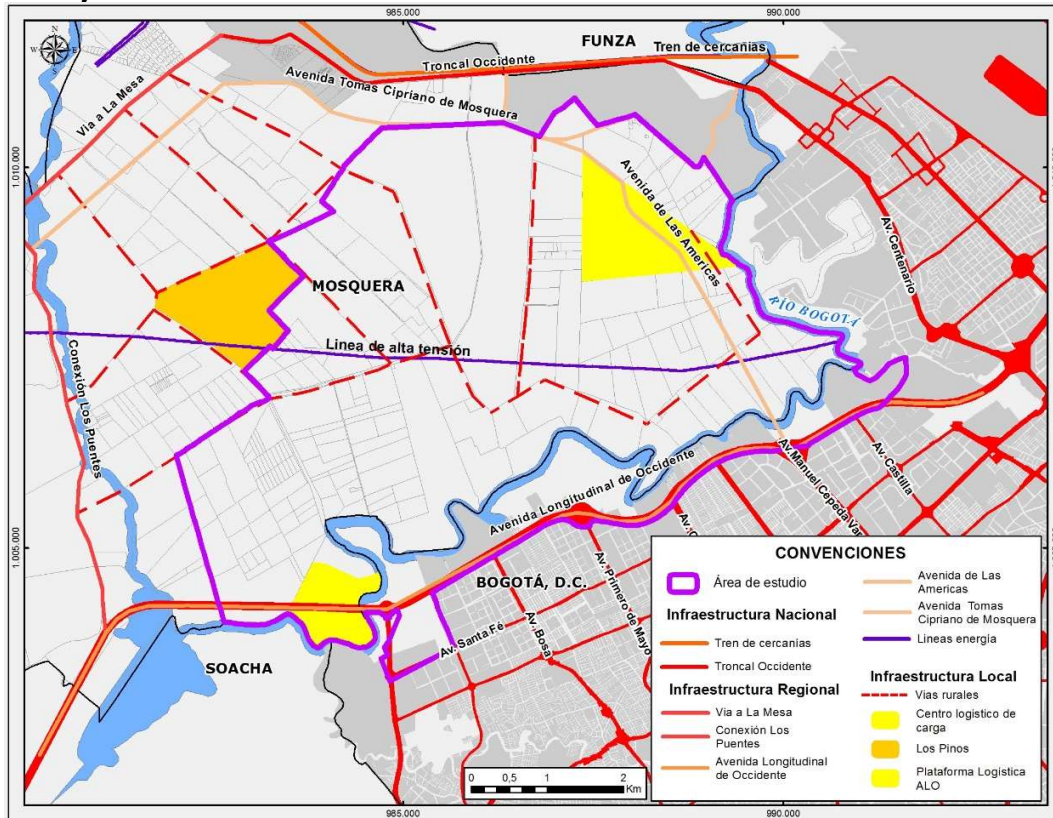 985.000
990.000
N
W
E
S
FUNZA
Tren de cercanías
Troncal Occidente
Avenida Tomas Cipriano de Mosquera
Via a La Mesa
1.010.000
Avenida de Las Americas
Av. Centenario
MOSQUERA
RÍO BOGOTÁ
Linea de alta tensión
Conexión Los Puentes
Avenida Longitudinal de Occidente
Av. Manuel Cepeda Var
Av. Castilla
1.005.000
BOGOTÁ, D.C.
Av. Primero de Mayo
Av. Santa Fé
Av. Bosa
SOACHA
CONVENCIONES
Área de estudio
Infraestructura Nacional
Tren de cercanias
Troncal Occidente
Infraestructura Regional
Via a La Mesa
Conexión Los
Puentes
Avenida Longitudinal
de Occidente
Avenida de Las
Americas
Avenida Tomas
Cipriano de Mosquera
Lineas energía
Infraestructura Local
Vias rurales
Centro logistico de
carga
Los Pinos
Plataforma Logistica
ALO
0 0,5 1 2
Km
985.000
990.000